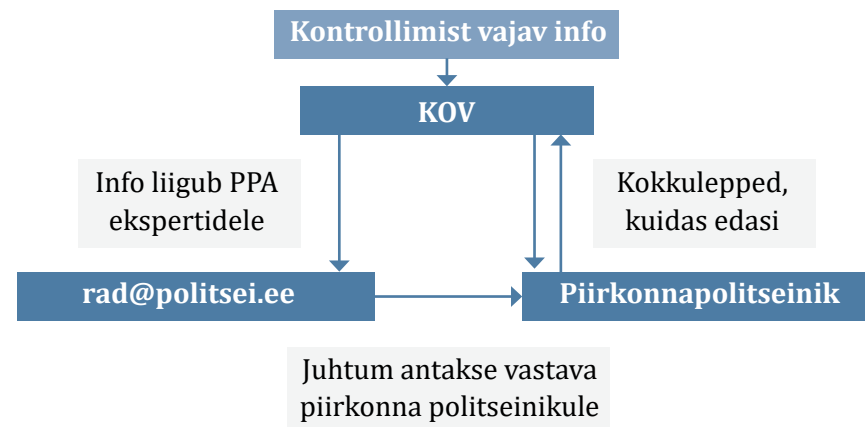 Kontrollimist vajav info
KOV
Info liigub PPA
ekspertidele
Kokkulepped,
kuidas edasi
rad@politsei.ee
Piirkonnapolitseinik
Juhtum antakse vastava
piirkonna politseinikule